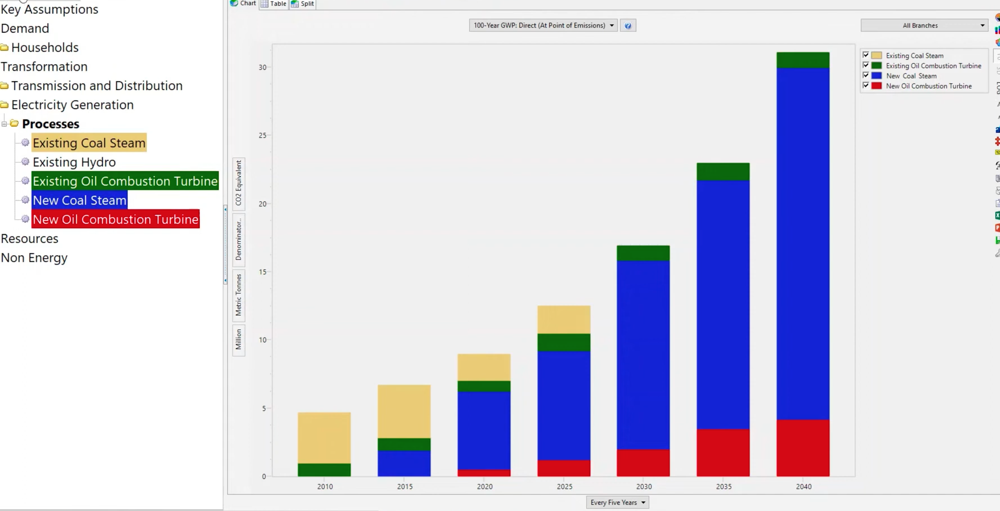 Key Assumptions
Demand
Households
Transformation
Transmission and Distribution
Electricity Generation
Processes
Existing Coal Steam
Existing Hydro
Existing Oil Combustion Turbine
New Coal Steam
New Oil Combustion Turbine
Resources
Non Energy
Chart Table Split
100-Year GWP: Direct (At Point of Emissions)
All Branches
Existing Coal Steam
Existing Oil Combustion Turbine
New Coal Steam
New Oil Combustion Turbine
CO2 Equivalent
Denominator..
Metric Tonnes
Million
30
25
20
15
10
5
0
2010 2015 2020 2025 2030 2035 2040
Every Five Years